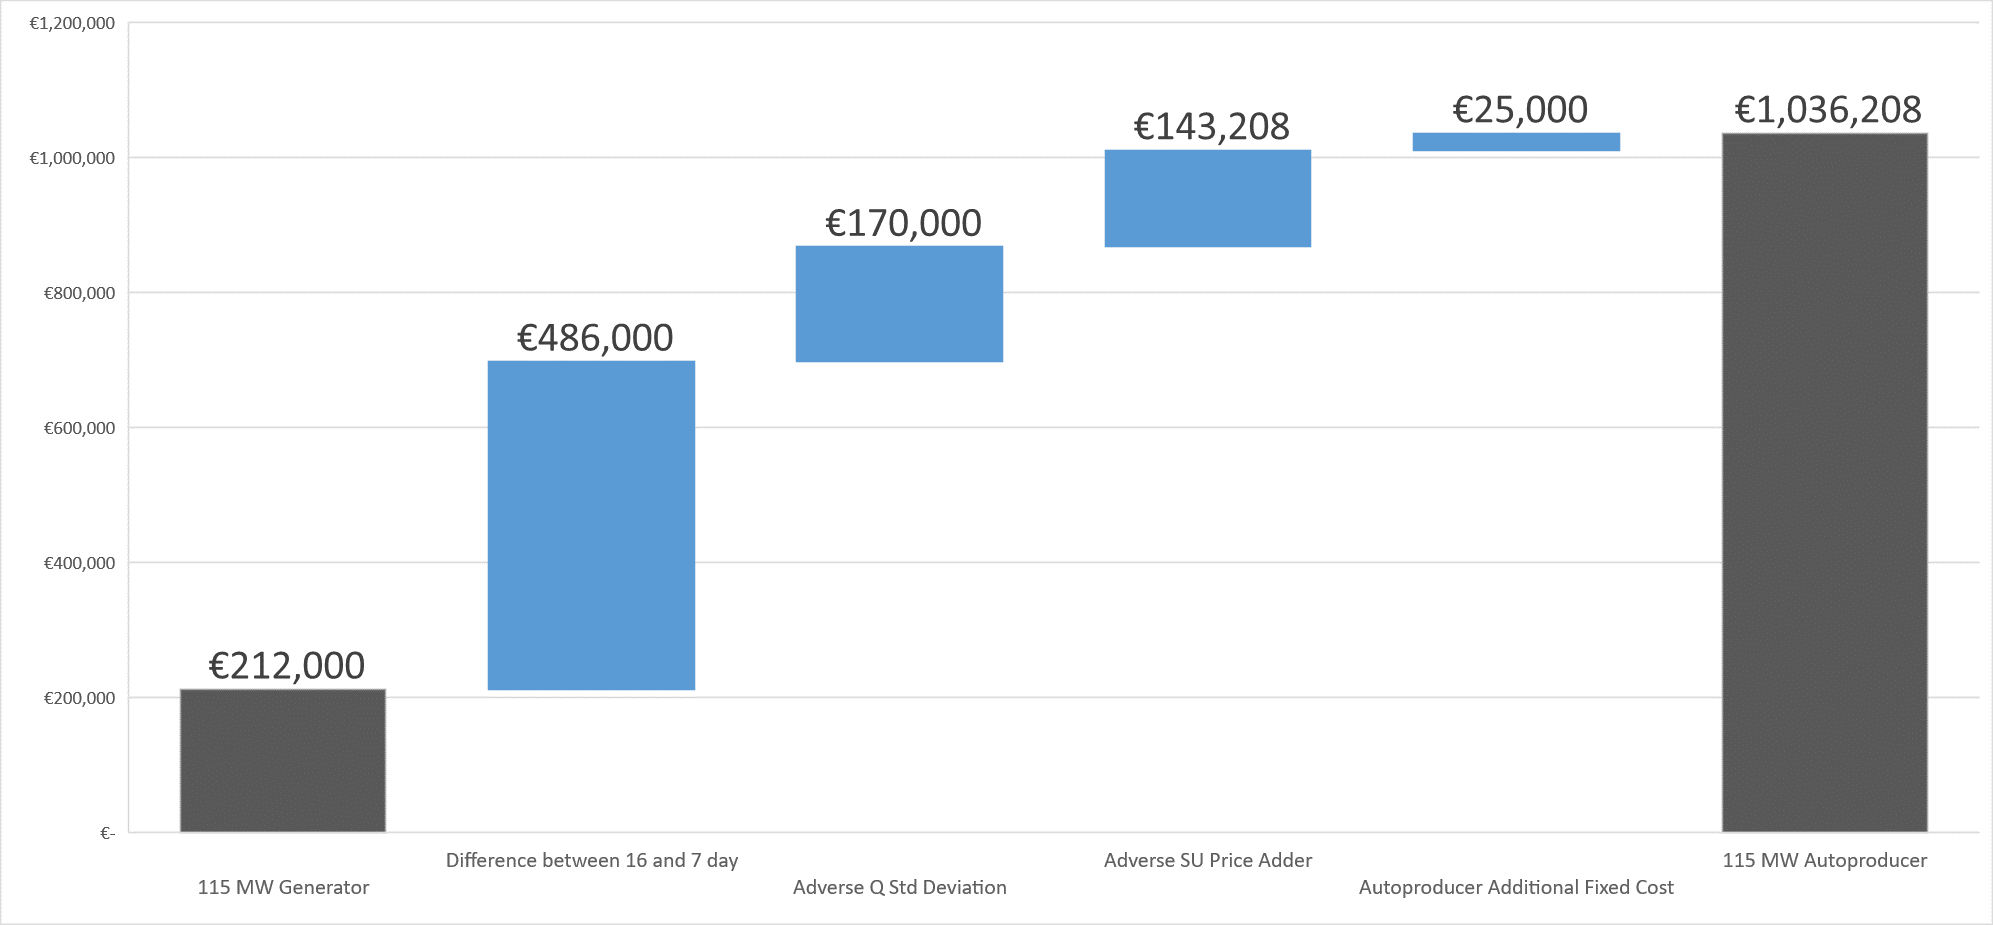 €1,200,000
€1,000,000
€800,000
€600,000
€400,000
€200,000
€-
€212,000
€486,000
€170,000
€143,208
€25,000
€1,036,208
115 MW Generator
Difference between 16 and 7 day
Adverse Q Std Deviation
Adverse SU Price Adder
Autoproducer Additional Fixed Cost
115 MW Autoproducer